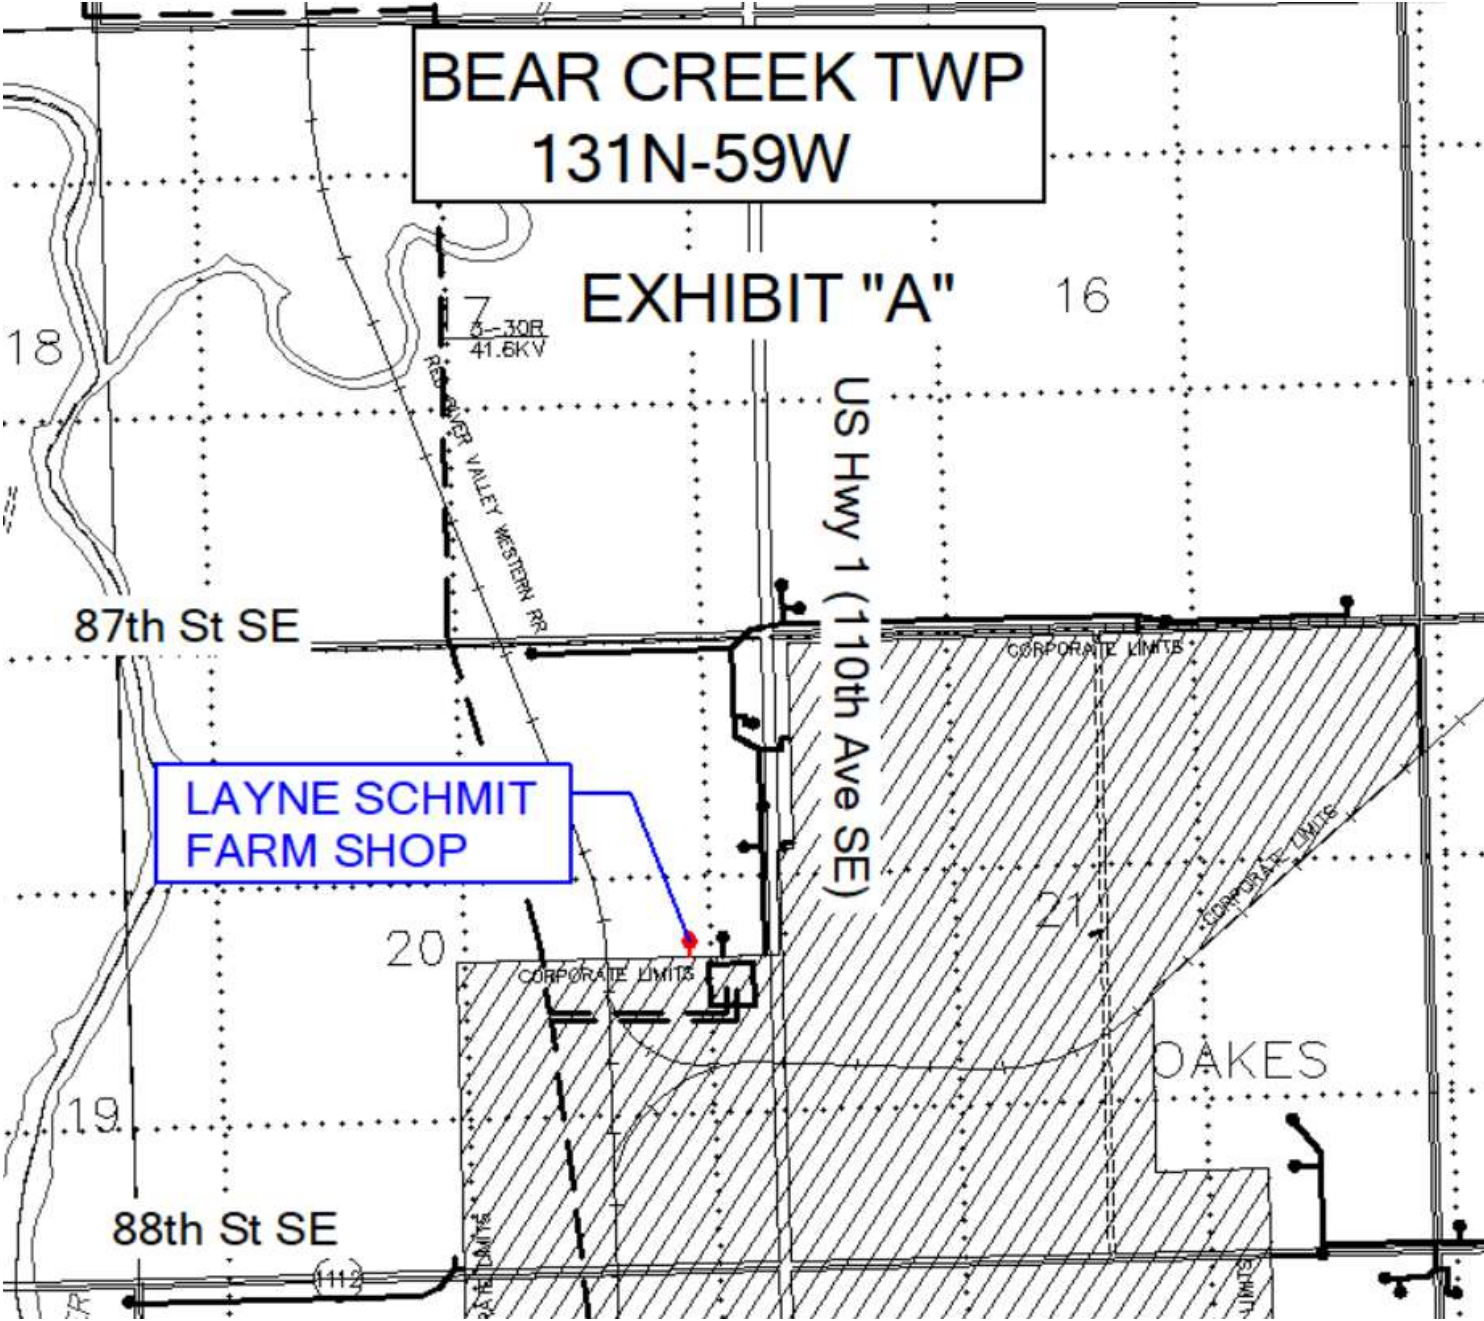 BEAR CREEK TWP
131N-59W
EXHIBIT "A"
16
7
3--30R
41.6KV
18
RED RIVER VALLEY WESTERN RR
US Hwy 1 (110th Ave SE)
87th St SE
CORPORATE LIMITS
LAYNE SCHMIT
FARM SHOP
CORPORATE LIMITS
21
20
CORPORATE LIMITS
OAKES
19
88th St SE
1112